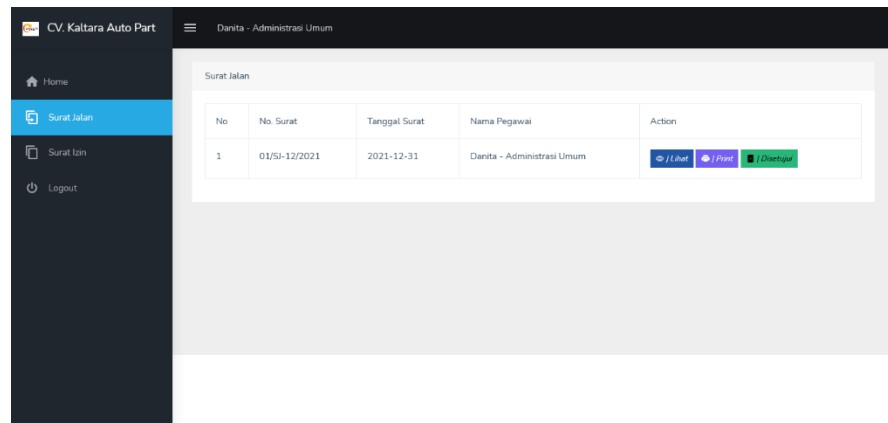 CV. Kaltara Auto Part
Danita - Administrasi Umum
Home
Surat Jalan
Surat Izin
Logout
Surat Jalan
No No. Surat Tanggal Surat Nama Pegawai Action
1 01/SJ-12/2021 2021-12-31 Danita - Administrasi Umum | Lihat | Print | Disetujui